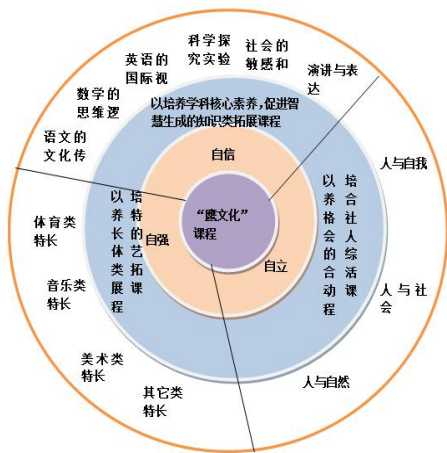 科学探
究实验
社会的
敏感和
英语的
国际视
演讲与表
达
数学的
思维逻
语文的
文化传
以培养学科核心素养,促进智
慧生成的知识类拓展课程
自信
人与自我
"鹰文化"
课程
以 培
养 特
长 的
体 艺
类 拓
展 课
程
自强
自立
以 培
养 合
格 社
会 人
的 综
合 活
动 课
程
体育类
特长
音乐类
特长
美术类
特长
其它类
特长
人与社
会
人与自然